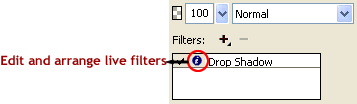 100 Normal
Filters:
Edit and arrange live filters
Drop Shadow